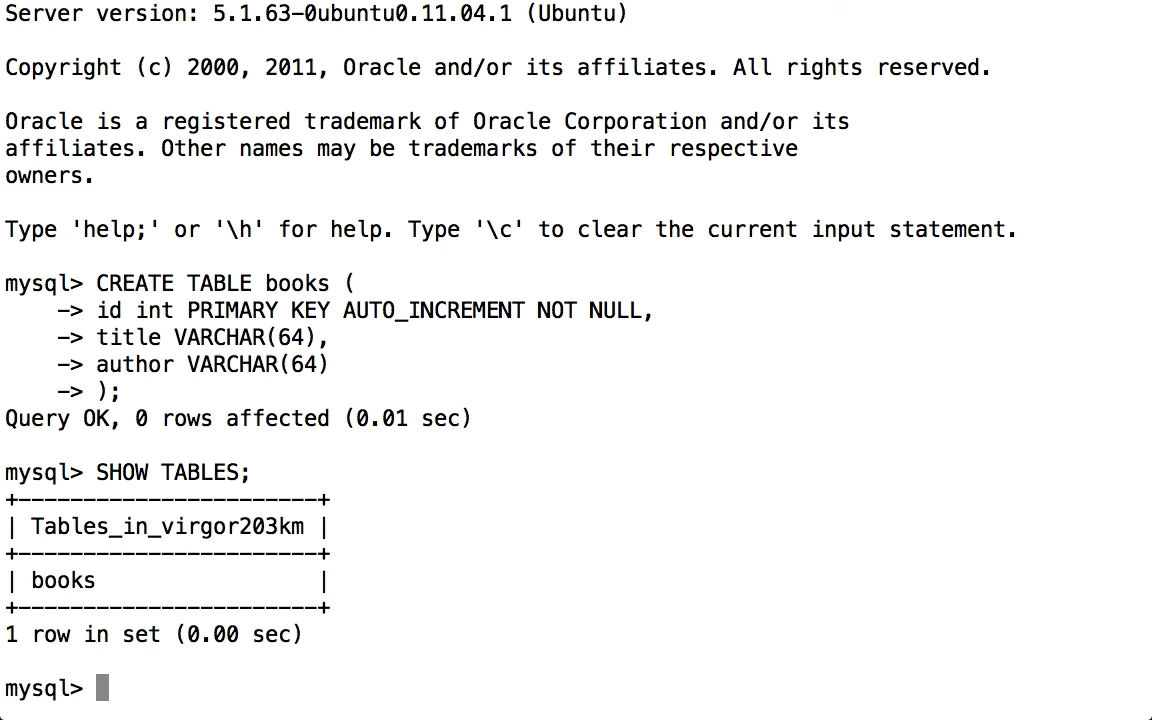 Server version: 5.1.63-0ubuntu0.11.04.1 (Ubuntu)
Copyright (c) 2000, 2011, Oracle and/or its affiliates. All rights reserved.
Oracle is a registered trademark of Oracle Corporation and/or its
affiliates. Other names may be trademarks of their respective
owners.
Type 'help;' or '\h' for help. Type '\c' to clear the current input statement.
mysql> CREATE TABLE books (
    -> id int PRIMARY KEY AUTO_INCREMENT NOT NULL,
    -> title VARCHAR(64),
    -> author VARCHAR(64)
    -> );
Query OK, 0 rows affected (0.01 sec)
mysql> SHOW TABLES;
+-----------------------+
| Tables_in_virgor203km |
+-----------------------+
| books                 |
+-----------------------+
1 row in set (0.00 sec)
mysql>